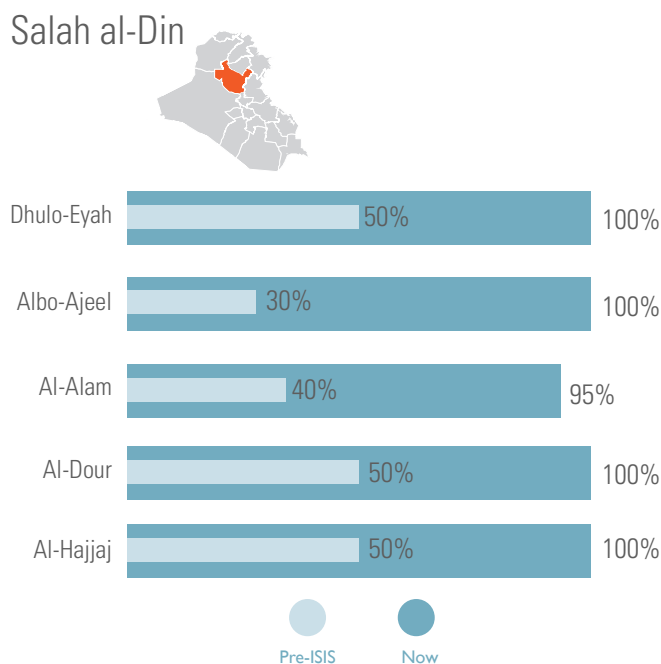 Salah al-Din
Dhulo-Eyah 50% 100%
Albo-Ajeel 30% 100%
Al-Alam 40% 95%
Al-Dour 50% 100%
Al-Hajjaj 50% 100%
Pre-ISIS Now